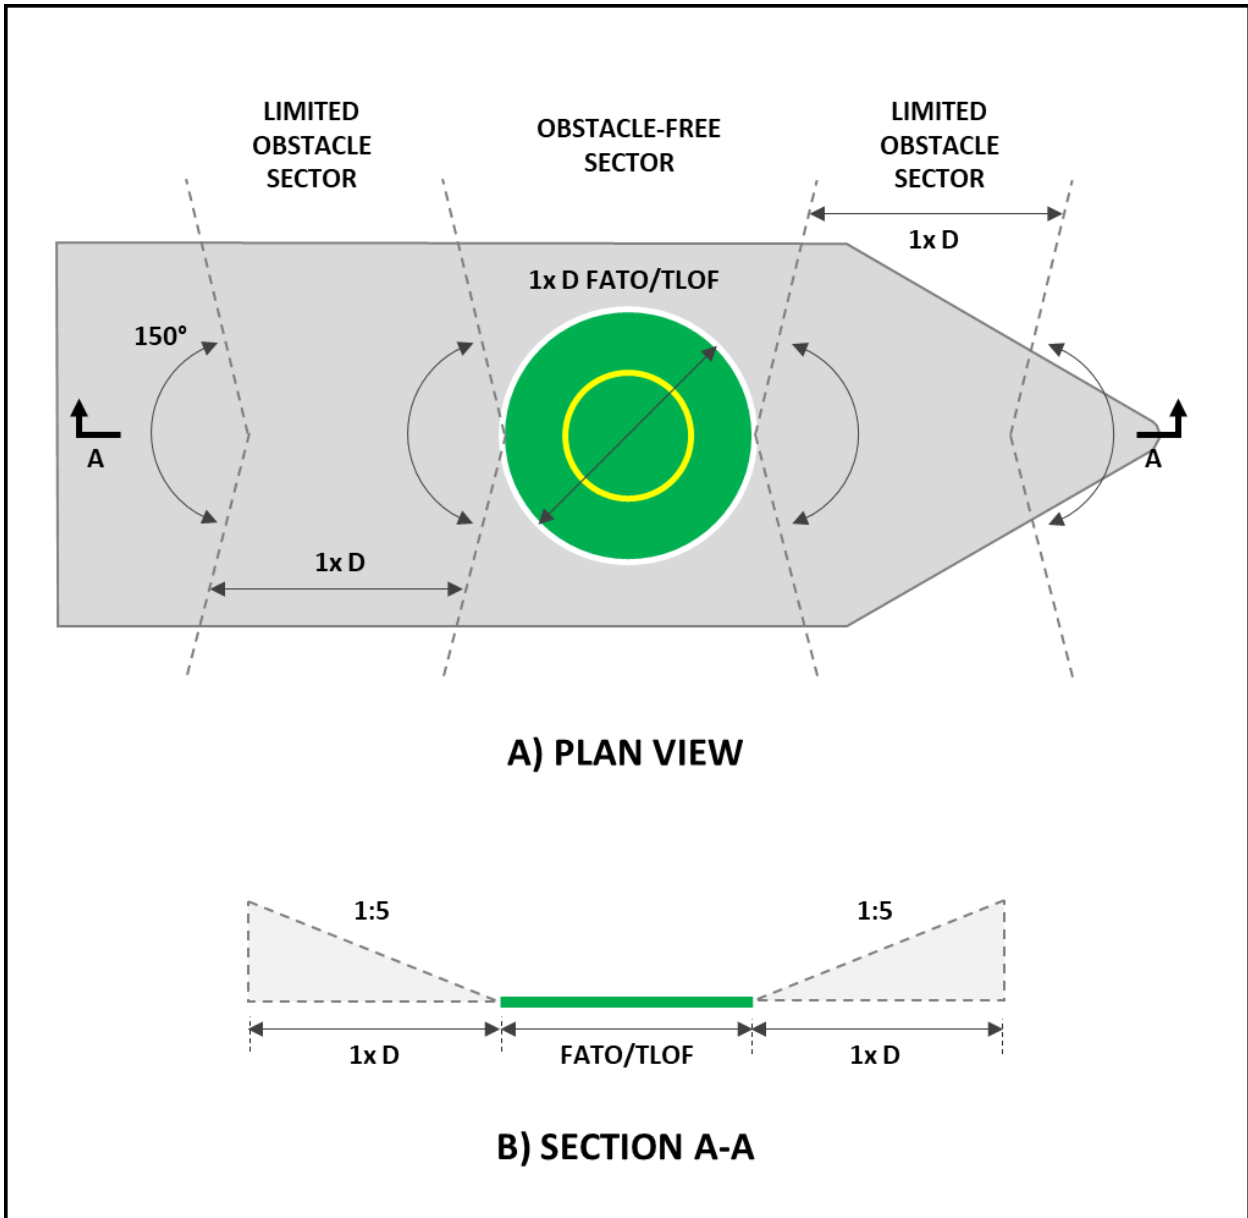 LIMITED
OBSTACLE
SECTOR
OBSTACLE-FREE
SECTOR
LIMITED
OBSTACLE
SECTOR
1x D
1x D FATO/TLOF
150°
A
A
1x D
A) PLAN VIEW
1:5
1:5
1x D
FATO/TLOF
1x D
B) SECTION A-A